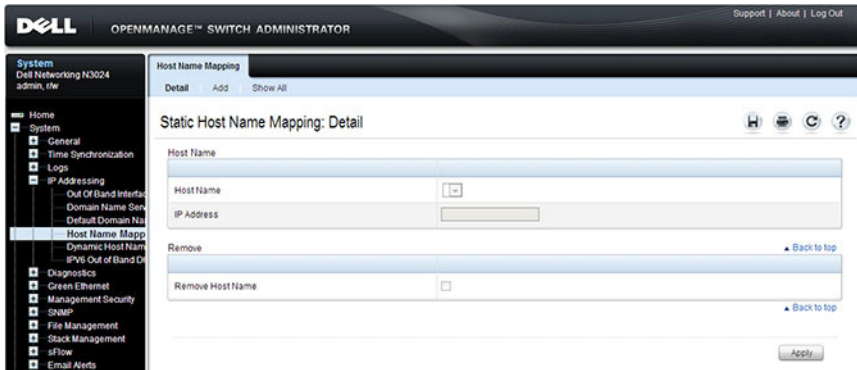 Support | About | Log Out
DELL OPENMANAGE™ SWITCH ADMINISTRATOR
System
Dell Networking N3024
admin, r/w
Home
System
General
Time Synchronization
Logs
IP Addressing
Out Of Band Interfac
Domain Name Serv
Default Domain Na
Host Name Mapp
Dynamic Host Nam
IPV6 Out of Band D
Diagnostics
Green Ethernet
Management Security
SNMP
File Management
Stack Management
sFlow
Email Alerts
Host Name Mapping
Detail Add Show All
Static Host Name Mapping: Detail
Host Name
Host Name
IP Address
Remove
Back to top
Remove Host Name
Back to top
Apply